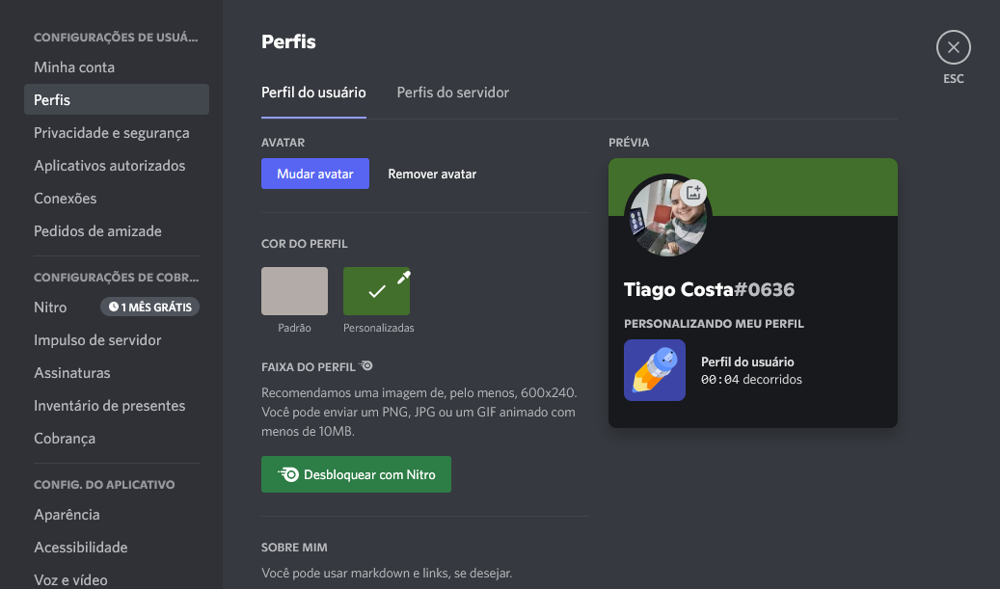 CONFIGURAÇÕES DE USUÁ...
Minha conta
Perfis
Privacidade e segurança
Aplicativos autorizados
Conexões
Pedidos de amizade
CONFIGURAÇÕES DE COBR...
Nitro
1 MÊS GRÁTIS
Impulso de servidor
Assinaturas
Inventário de presentes
Cobrança
CONFIG. DO APLICATIVO
Aparência
Acessibilidade
Voz e vídeo
Perfis
Perfil do usuário
Perfis do servidor
AVATAR
Mudar avatar
Remover avatar
COR DO PERFIL
Padrão
Personalizadas
FAIXA DO PERFIL
Recomendamos uma imagem de, pelo menos, 600x240.
Você pode enviar um PNG, JPG ou um GIF animado com
menos de 10MB.
Desbloquear com Nitro
SOBRE MIM
Você pode usar markdown e links, se desejar.
PRÉVIA
Tiago Costa#0636
PERSONALIZANDO MEU PERFIL
Perfil do usuário
00:04 decorridos
ESC